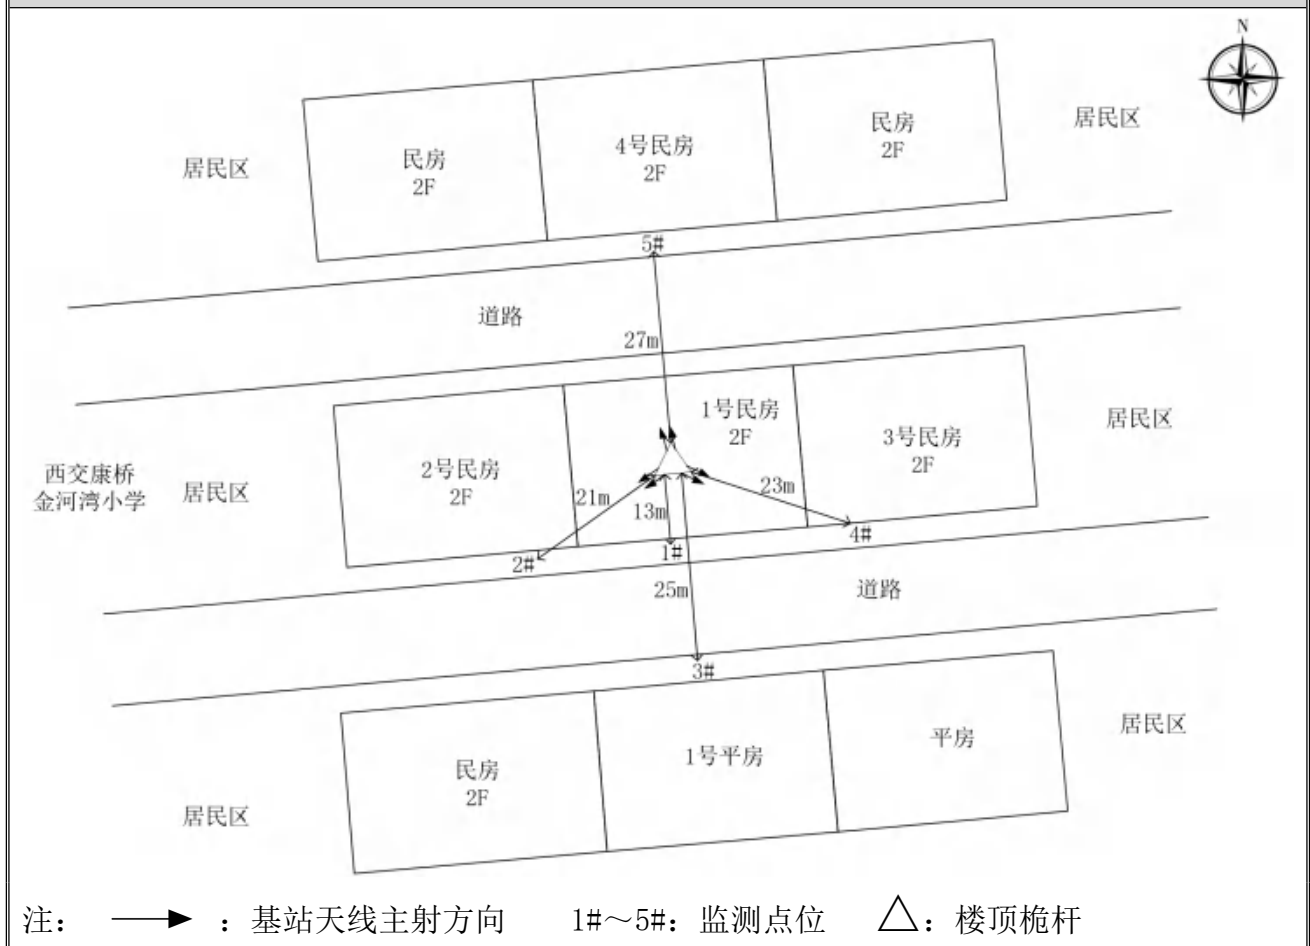 N
居民区
民房
2F
4号民房
2F
民房
2F
居民区
5#
道路
27m
西交康桥
金河湾小学
居民区
2号民房
2F
1号民房
2F
3号民房
2F
居民区
21m
13m
23m
2#
1#
4#
25m
道路
3#
居民区
民房
2F
1号平房
平房
居民区
注： ：基站天线主射方向 1#～5#：监测点位 ：楼顶桅杆